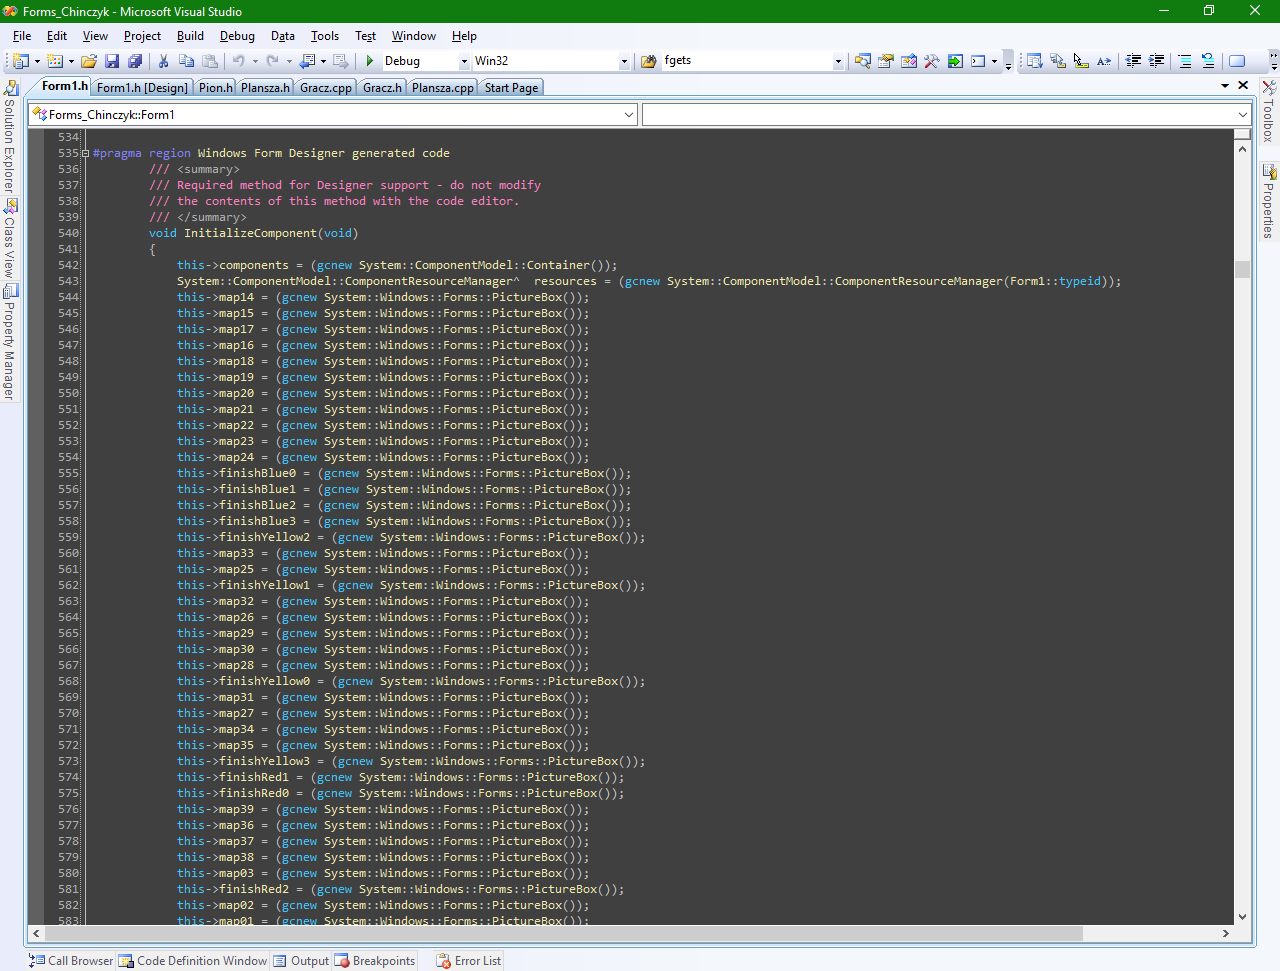 Forms_Chinczyk - Microsoft Visual Studio
File Edit View Project Build Debug Data Tools Test Window Help
Debug Win32 fgets
Form1.h Form1.h [Design] Pion.h Plansza.h Gracz.cpp Gracz.h Plansza.cpp Start Page
Forms_Chinczyk::Form1
Solution Explorer
Class View
Property Manager
Toolbox
Properties
534
535 #pragma region Windows Form Designer generated code
536 /// <summary>
537 /// Required method for Designer support - do not modify
538 /// the contents of this method with the code editor.
539 /// </summary>
540 void InitializeComponent(void)
541 {
542 this->components = (gcnew System::ComponentModel::Container());
543 System::ComponentModel::ComponentResourceManager^  resources = (gcnew System::ComponentModel::ComponentResourceManager(Form1::typeid));
544 this->map14 = (gcnew System::Windows::Forms::PictureBox());
545 this->map15 = (gcnew System::Windows::Forms::PictureBox());
546 this->map17 = (gcnew System::Windows::Forms::PictureBox());
547 this->map16 = (gcnew System::Windows::Forms::PictureBox());
548 this->map18 = (gcnew System::Windows::Forms::PictureBox());
549 this->map19 = (gcnew System::Windows::Forms::PictureBox());
550 this->map20 = (gcnew System::Windows::Forms::PictureBox());
551 this->map21 = (gcnew System::Windows::Forms::PictureBox());
552 this->map22 = (gcnew System::Windows::Forms::PictureBox());
553 this->map23 = (gcnew System::Windows::Forms::PictureBox());
554 this->map24 = (gcnew System::Windows::Forms::PictureBox());
555 this->finishBlue0 = (gcnew System::Windows::Forms::PictureBox());
556 this->finishBlue1 = (gcnew System::Windows::Forms::PictureBox());
557 this->finishBlue2 = (gcnew System::Windows::Forms::PictureBox());
558 this->finishBlue3 = (gcnew System::Windows::Forms::PictureBox());
559 this->finishYellow2 = (gcnew System::Windows::Forms::PictureBox());
560 this->map33 = (gcnew System::Windows::Forms::PictureBox());
561 this->map25 = (gcnew System::Windows::Forms::PictureBox());
562 this->finishYellow1 = (gcnew System::Windows::Forms::PictureBox());
563 this->map32 = (gcnew System::Windows::Forms::PictureBox());
564 this->map26 = (gcnew System::Windows::Forms::PictureBox());
565 this->map29 = (gcnew System::Windows::Forms::PictureBox());
566 this->map30 = (gcnew System::Windows::Forms::PictureBox());
567 this->map28 = (gcnew System::Windows::Forms::PictureBox());
568 this->finishYellow0 = (gcnew System::Windows::Forms::PictureBox());
569 this->map31 = (gcnew System::Windows::Forms::PictureBox());
570 this->map27 = (gcnew System::Windows::Forms::PictureBox());
571 this->map34 = (gcnew System::Windows::Forms::PictureBox());
572 this->map35 = (gcnew System::Windows::Forms::PictureBox());
573 this->finishYellow3 = (gcnew System::Windows::Forms::PictureBox());
574 this->finishRed1 = (gcnew System::Windows::Forms::PictureBox());
575 this->finishRed0 = (gcnew System::Windows::Forms::PictureBox());
576 this->map39 = (gcnew System::Windows::Forms::PictureBox());
577 this->map36 = (gcnew System::Windows::Forms::PictureBox());
578 this->map37 = (gcnew System::Windows::Forms::PictureBox());
579 this->map38 = (gcnew System::Windows::Forms::PictureBox());
580 this->map03 = (gcnew System::Windows::Forms::PictureBox());
581 this->finishRed2 = (gcnew System::Windows::Forms::PictureBox());
582 this->map02 = (gcnew System::Windows::Forms::PictureBox());
583 this->map01 = (gcnew System::Windows::Forms::PictureBox());
Call Browser Code Definition Window Output Breakpoints Error List